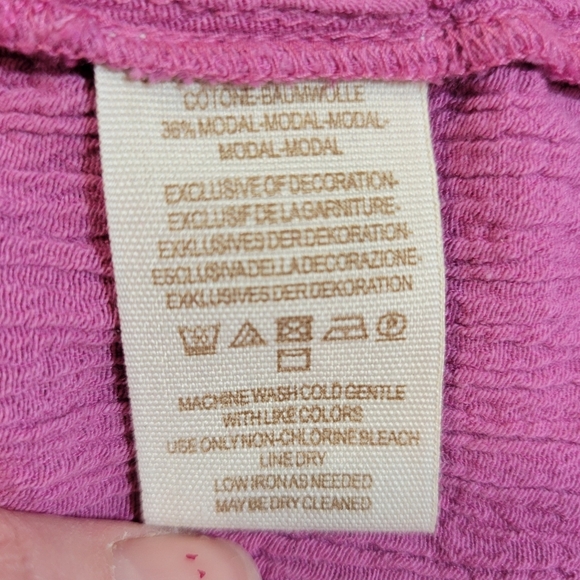 COTONE-BAUMWOLLE
36% MODAL-MODAL-MODAL-
MODAL-MODAL
EXCLUSIVE OF DECORATION-
EXCLUSIF DE LA GARNITURE-
EXKLUSIVES DER DEKORATION-
ESCLUSIVA DELLA DECORAZIONE-
EXKLUSIVES DER DEKORATION
MACHINE WASH COLD GENTLE
WITH LIKE COLORS
USE ONLY NON-CHLORINE BLEACH
LINE DRY
LOW IRON AS NEEDED
MAY BE DRY CLEANED